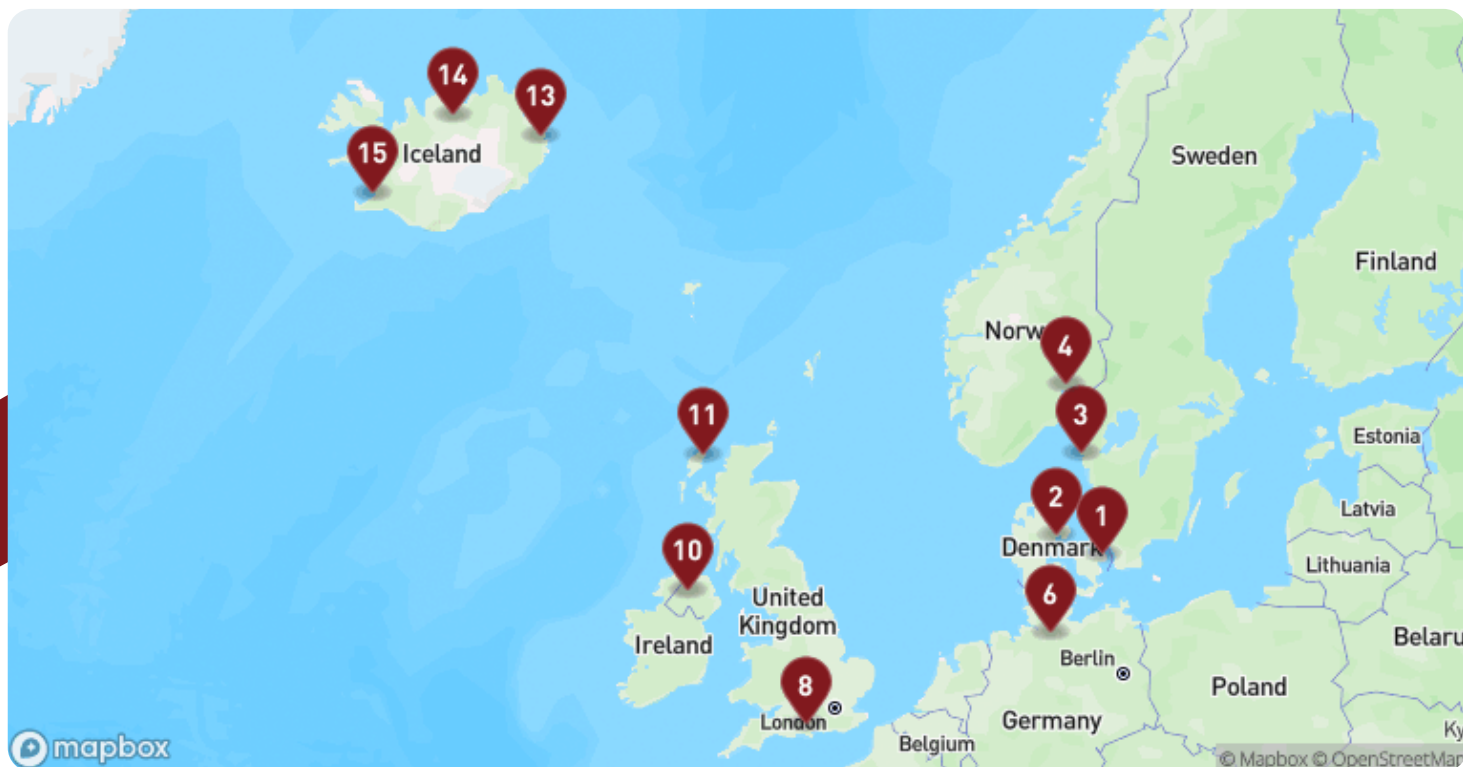 14
13
15
Iceland
Sweden
Finland
Norw
4
3
11
Estonia
2
1
Latvia
Denmark
10
Lithuania
6
United
Kingdom
Ireland
Belaru
Berlin
8
Poland
London
Germany
Ky
Belgium
mapbox
© Mapbox © OpenStreetMap